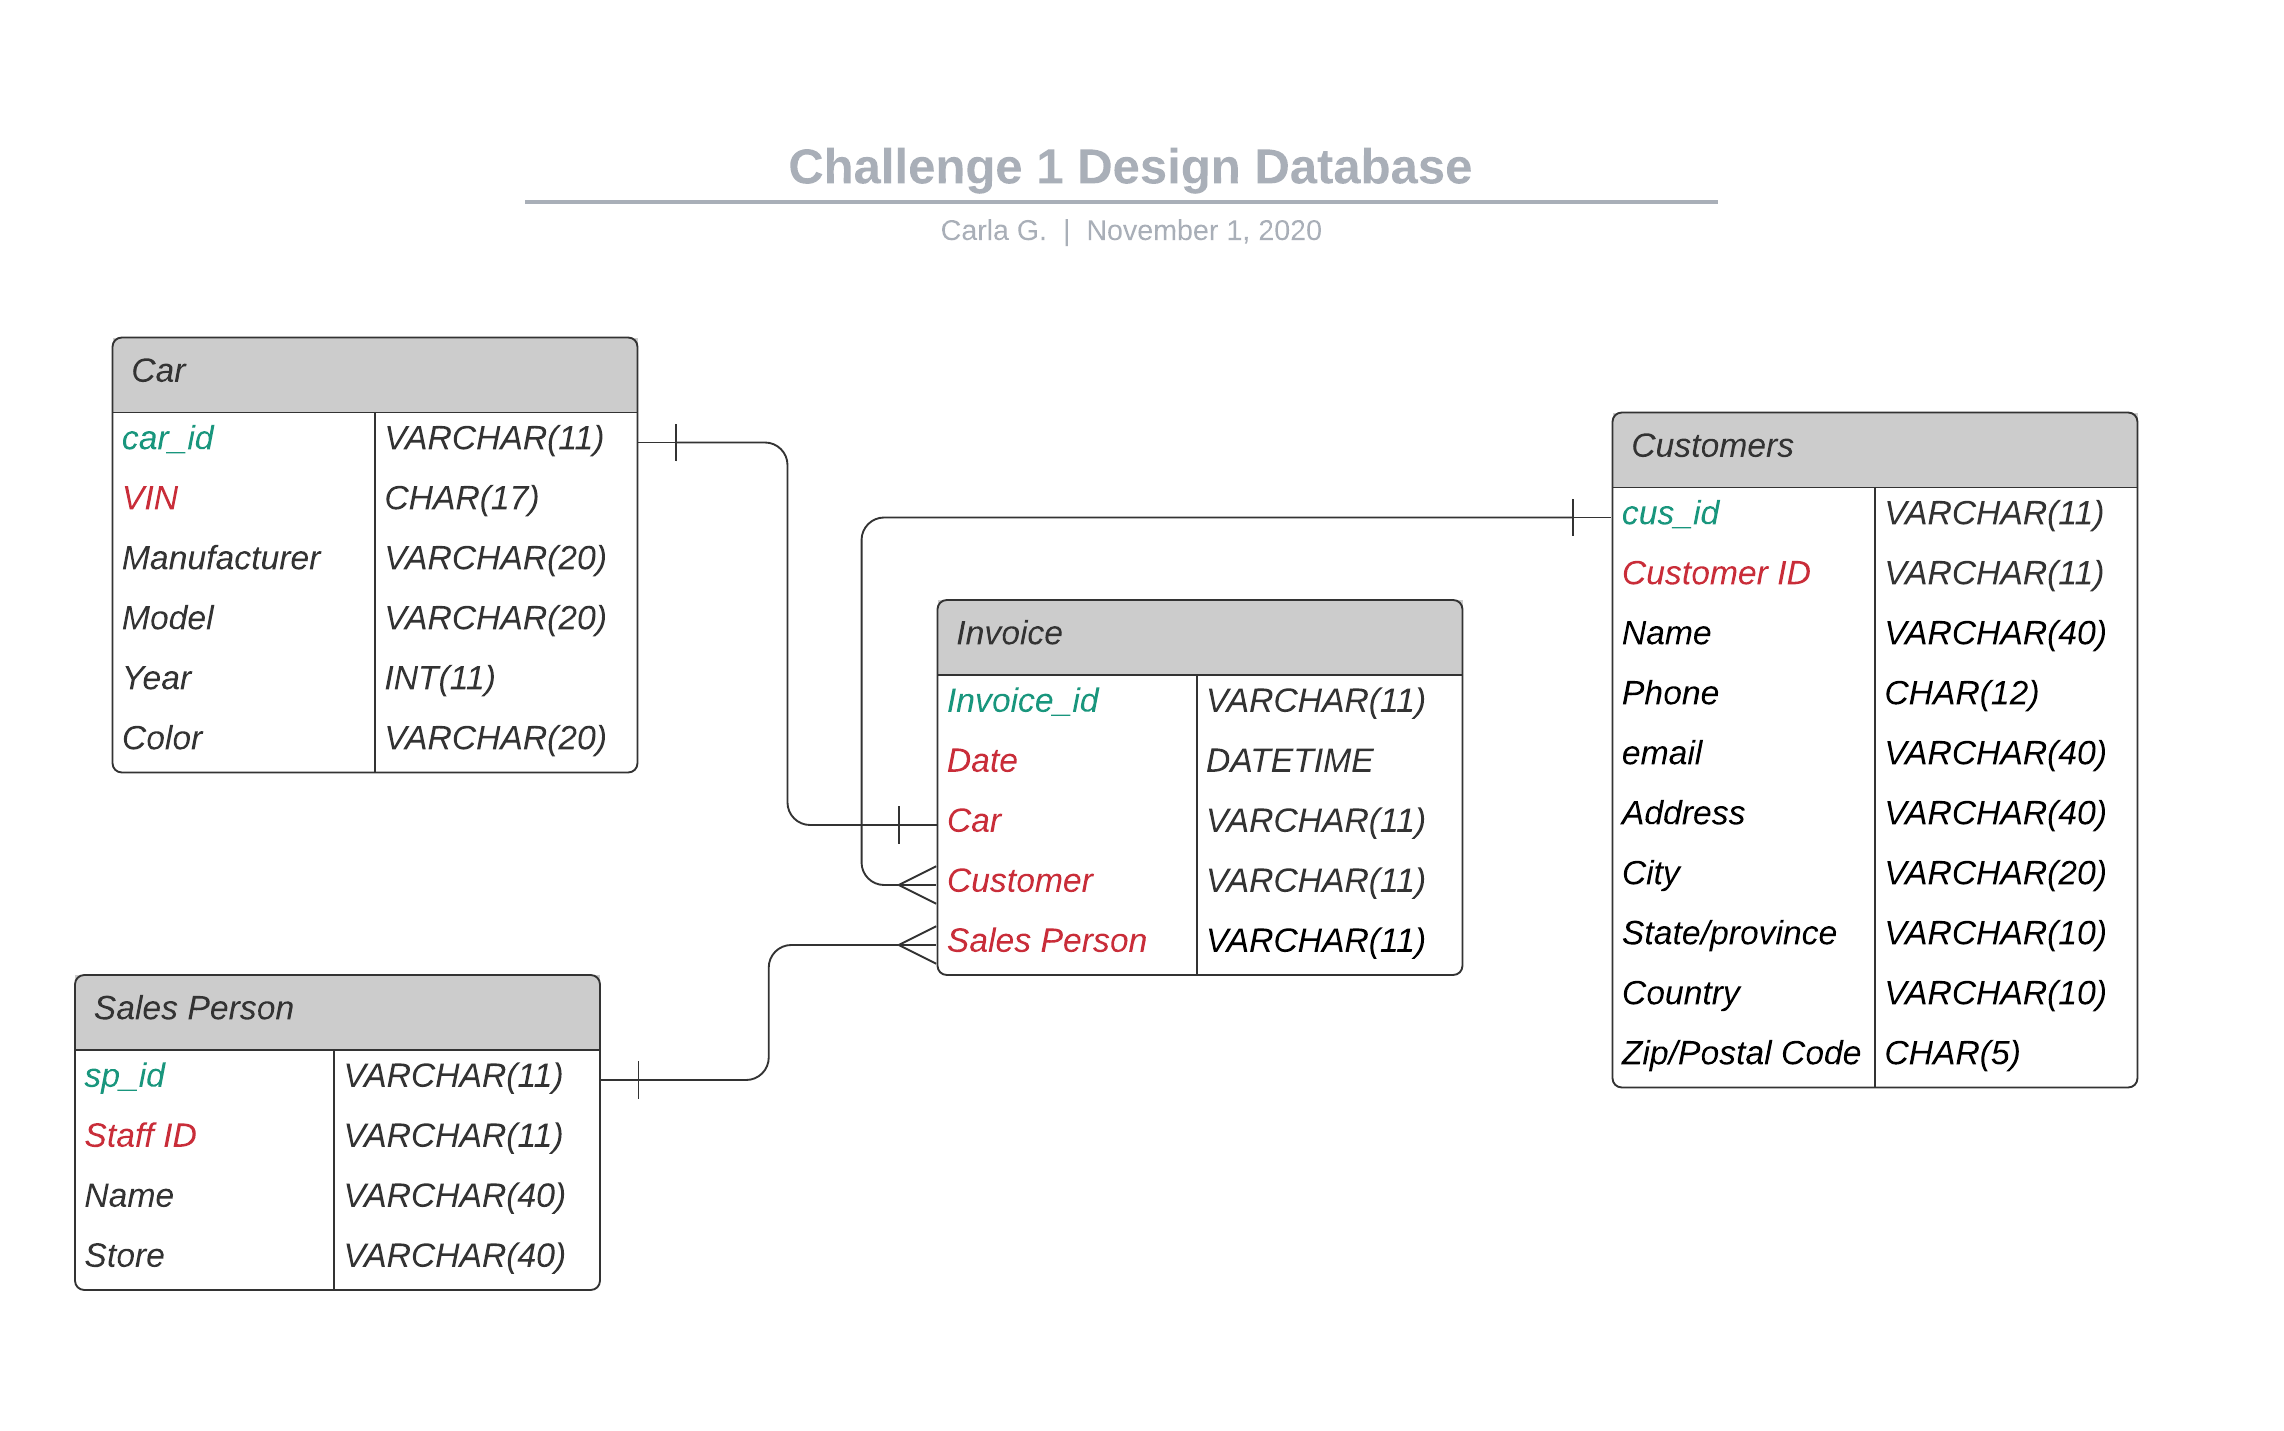 Challenge 1 Design Database
Carla G. | November 1, 2020
Car
car_id VARCHAR(11)
VIN CHAR(17)
Manufacturer VARCHAR(20)
Model VARCHAR(20)
Year INT(11)
Color VARCHAR(20)
Customers
cus_id VARCHAR(11)
Customer ID VARCHAR(11)
Name VARCHAR(40)
Phone CHAR(12)
email VARCHAR(40)
Address VARCHAR(40)
City VARCHAR(20)
State/province VARCHAR(10)
Country VARCHAR(10)
Zip/Postal Code CHAR(5)
Invoice
Invoice_id VARCHAR(11)
Date DATETIME
Car VARCHAR(11)
Customer VARCHAR(11)
Sales Person VARCHAR(11)
Sales Person
sp_id VARCHAR(11)
Staff ID VARCHAR(11)
Name VARCHAR(40)
Store VARCHAR(40)